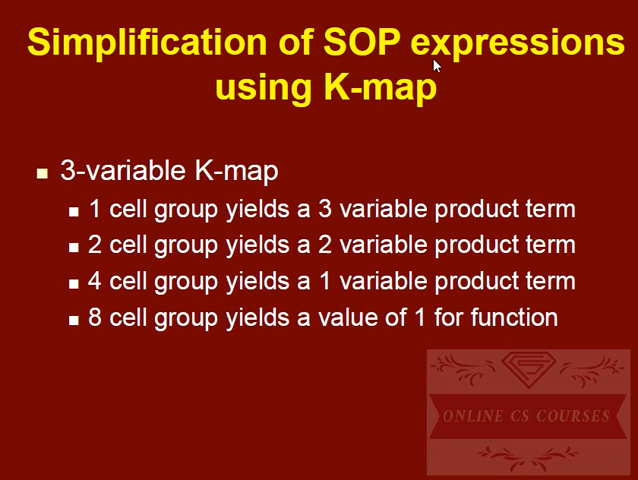 Simplification of SOP expressions
using K-map
3-variable K-map
1 cell group yields a 3 variable product term
2 cell group yields a 2 variable product term
4 cell group yields a 1 variable product term
8 cell group yields a value of 1 for function
ONLINE CS COURSES